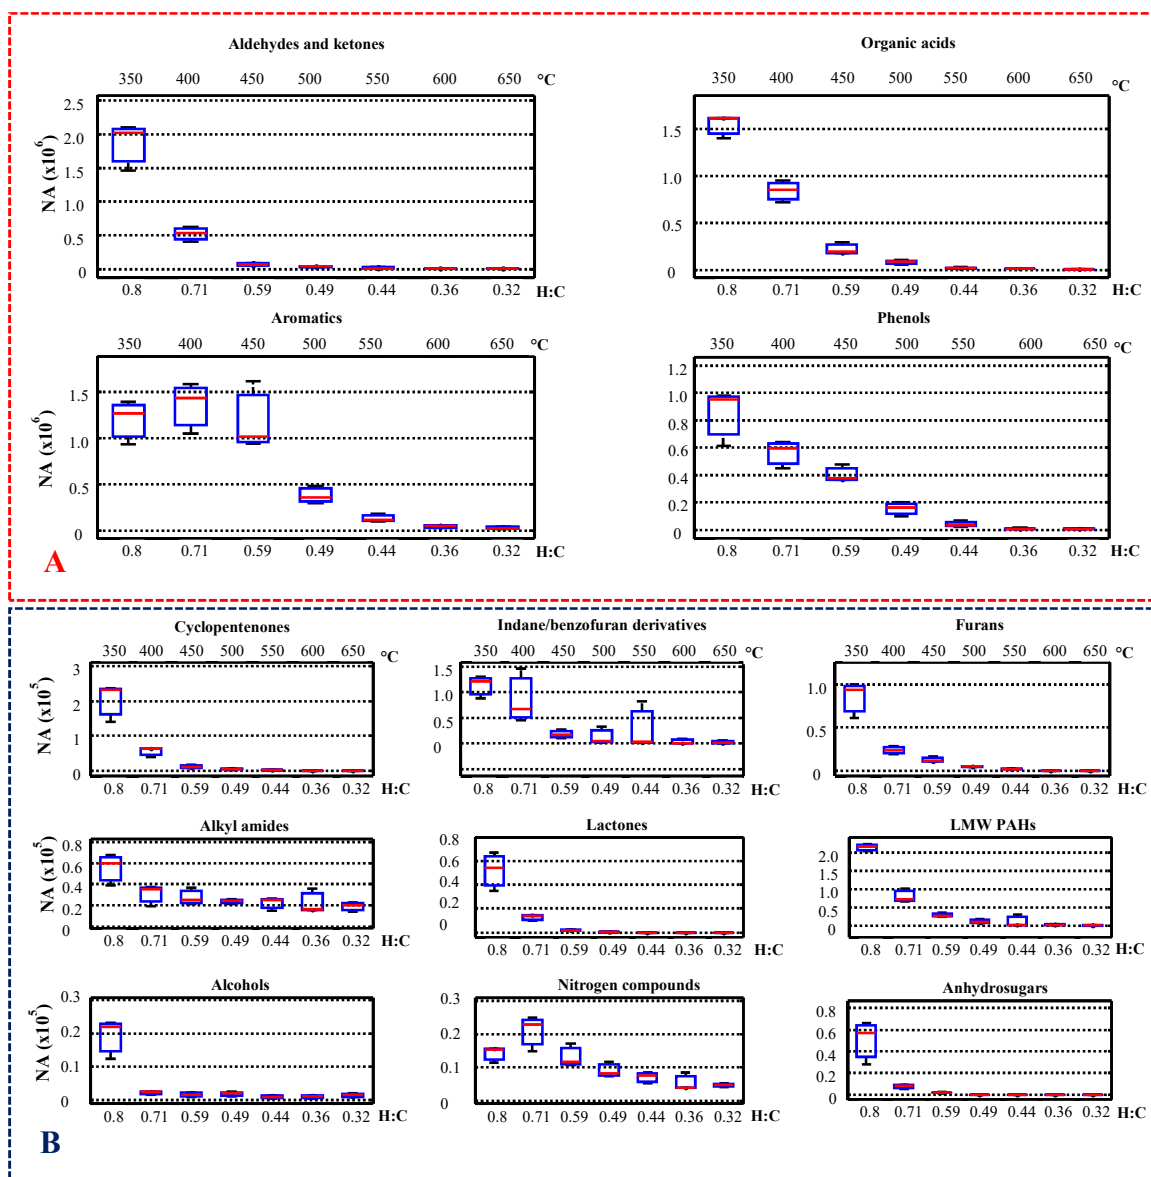 Aldehydes and ketones
350 400 450 500 550 600 650 °C
NA (x10⁶)
2.5
2.0
1.5
1.0
0.5
0
0.8 0.71 0.59 0.49 0.44 0.36 0.32 H:C
Organic acids
350 400 450 500 550 600 650 °C
1.5
1.0
0.5
0
0.8 0.71 0.59 0.49 0.44 0.36 0.32 H:C
Aromatics
350 400 450 500 550 600 650
NA (x10⁶)
1.5
1.0
0.5
0
0.8 0.71 0.59 0.49 0.44 0.36 0.32 H:C
Phenols
350 400 450 500 550 600 650
1.2
1.0
0.8
0.6
0.4
0.2
0
0.8 0.71 0.59 0.49 0.44 0.36 0.32 H:C
A
Cyclopentenones
350 400 450 500 550 600 650 °C
NA (x10⁵)
3
2
1
0
0.8 0.71 0.59 0.49 0.44 0.36 0.32 H:C
Indane/benzofuran derivatives
350 400 450 500 550 600 650 °C
1.5
1.0
0.5
0
0.8 0.71 0.59 0.49 0.44 0.36 0.32 H:C
Furans
350 400 450 500 550 600 650 °C
1.0
0.5
0
0.8 0.71 0.59 0.49 0.44 0.36 0.32 H:C
Alkyl amides
NA (x10⁵)
0.8
0.6
0.4
0.2
0
0.8 0.71 0.59 0.49 0.44 0.36 0.32 H:C
Lactones
0.8
0.6
0.4
0.2
0
0.8 0.71 0.59 0.49 0.44 0.36 0.32 H:C
LMW PAHs
2.0
1.0
0.5
0
0.8 0.71 0.59 0.49 0.44 0.36 0.32 H:C
Alcohols
NA (x10⁵)
0.3
0.2
0.1
0
0.8 0.71 0.59 0.49 0.44 0.36 0.32 H:C
Nitrogen compounds
0.3
0.2
0.1
0
0.8 0.71 0.59 0.49 0.44 0.36 0.32 H:C
Anhydrosugars
0.8
0.6
0.4
0.2
0
0.8 0.71 0.59 0.49 0.44 0.36 0.32 H:C
B